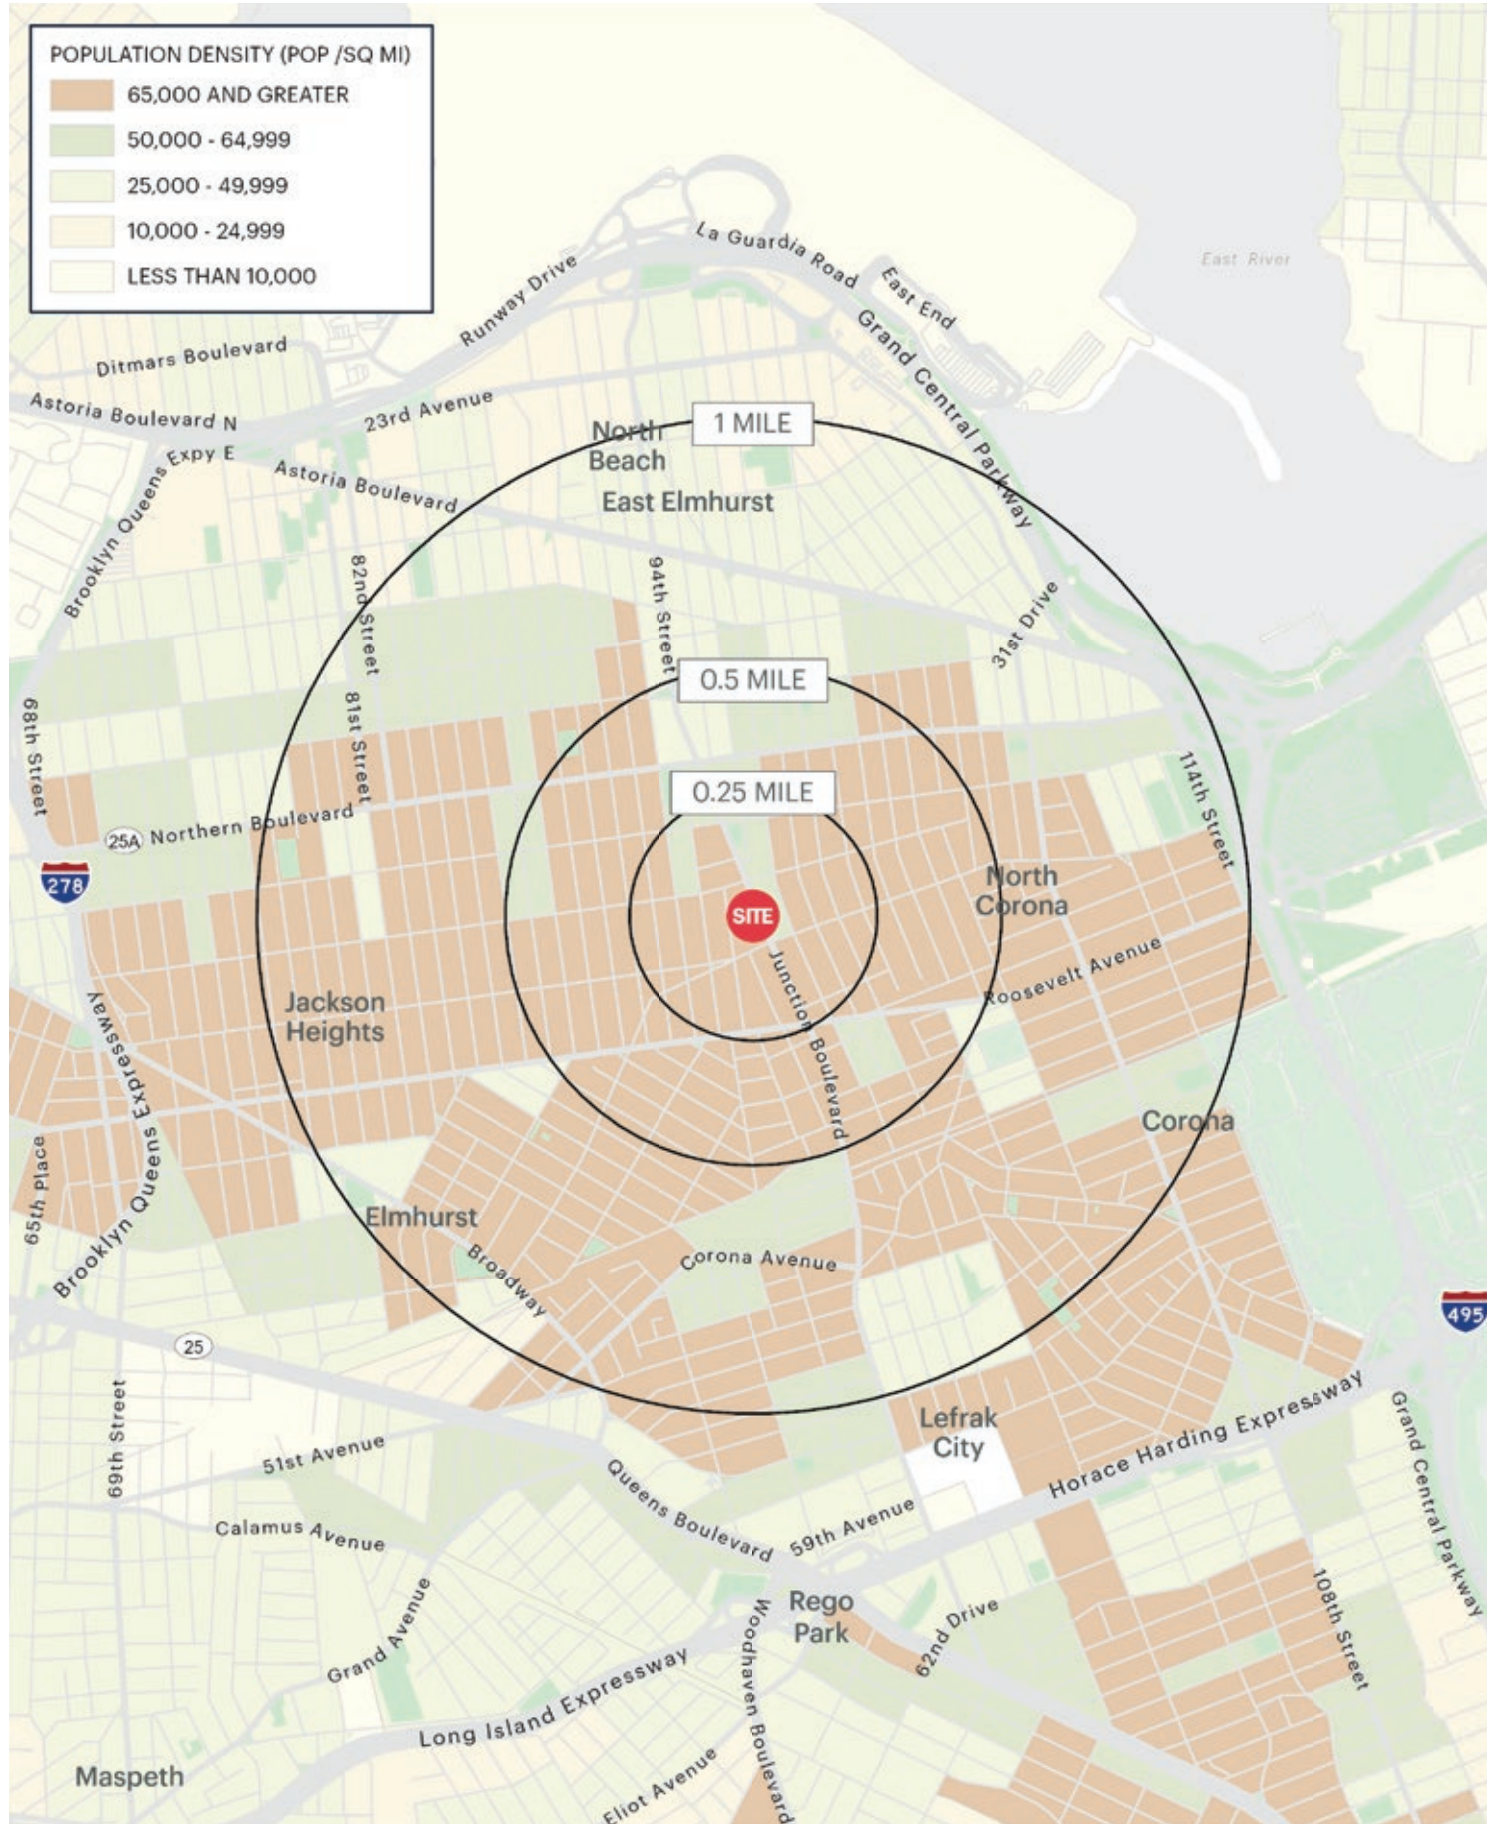 POPULATION DENSITY (POP /SQ MI)
65,000 AND GREATER
50,000 - 64,999
25,000 - 49,999
10,000 - 24,999
LESS THAN 10,000
La Guardia Road
East River
Runway Drive
East End
Ditmars Boulevard
Grand Central Parkway
Astoria Boulevard N
23rd Avenue
1 MILE
North
Beach
Brooklyn Queens Expy E
Astoria Boulevard
East Elmhurst
82nd Street
94th Street
31st Drive
0.5 MILE
68th Street
81st Street
114th Street
0.25 MILE
25A
Northern Boulevard
278
North
Corona
SITE
Junction Boulevard
Roosevelt Avenue
Jackson
Heights
Brooklyn Queens Expressway
Corona
65th Place
Elmhurst
Broadway
Corona Avenue
495
25
69th Street
Lefrak
City
Horace Harding Expressway
Grand Central Parkway
51st Avenue
Queens Boulevard
59th Avenue
Calamus Avenue
Grand Avenue
Rego
Park
62nd Drive
108th Street
Woodhaven Boulevard
Long Island Expressway
Maspeth
Eliot Avenue